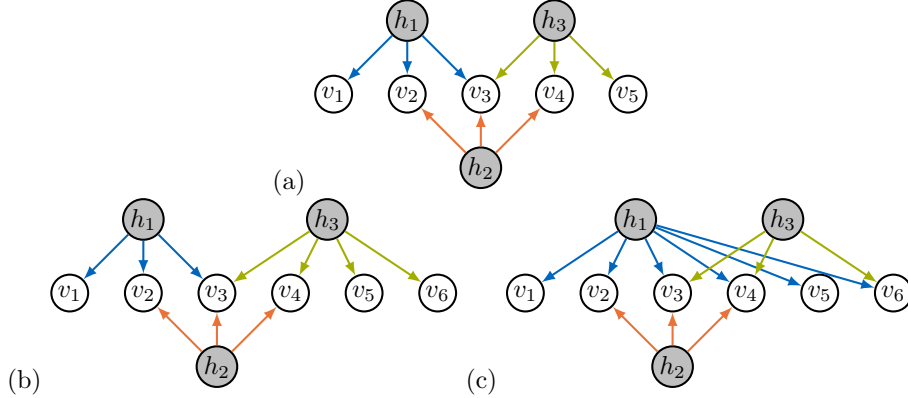 h₁ h₃
v₁ v₂ v₃ v₄ v₅
h₂
(a)
h₁ h₃
v₁ v₂ v₃ v₄ v₅ v₆
h₂
(b)
h₁ h₃
v₁ v₂ v₃ v₄ v₅ v₆
h₂
(c)